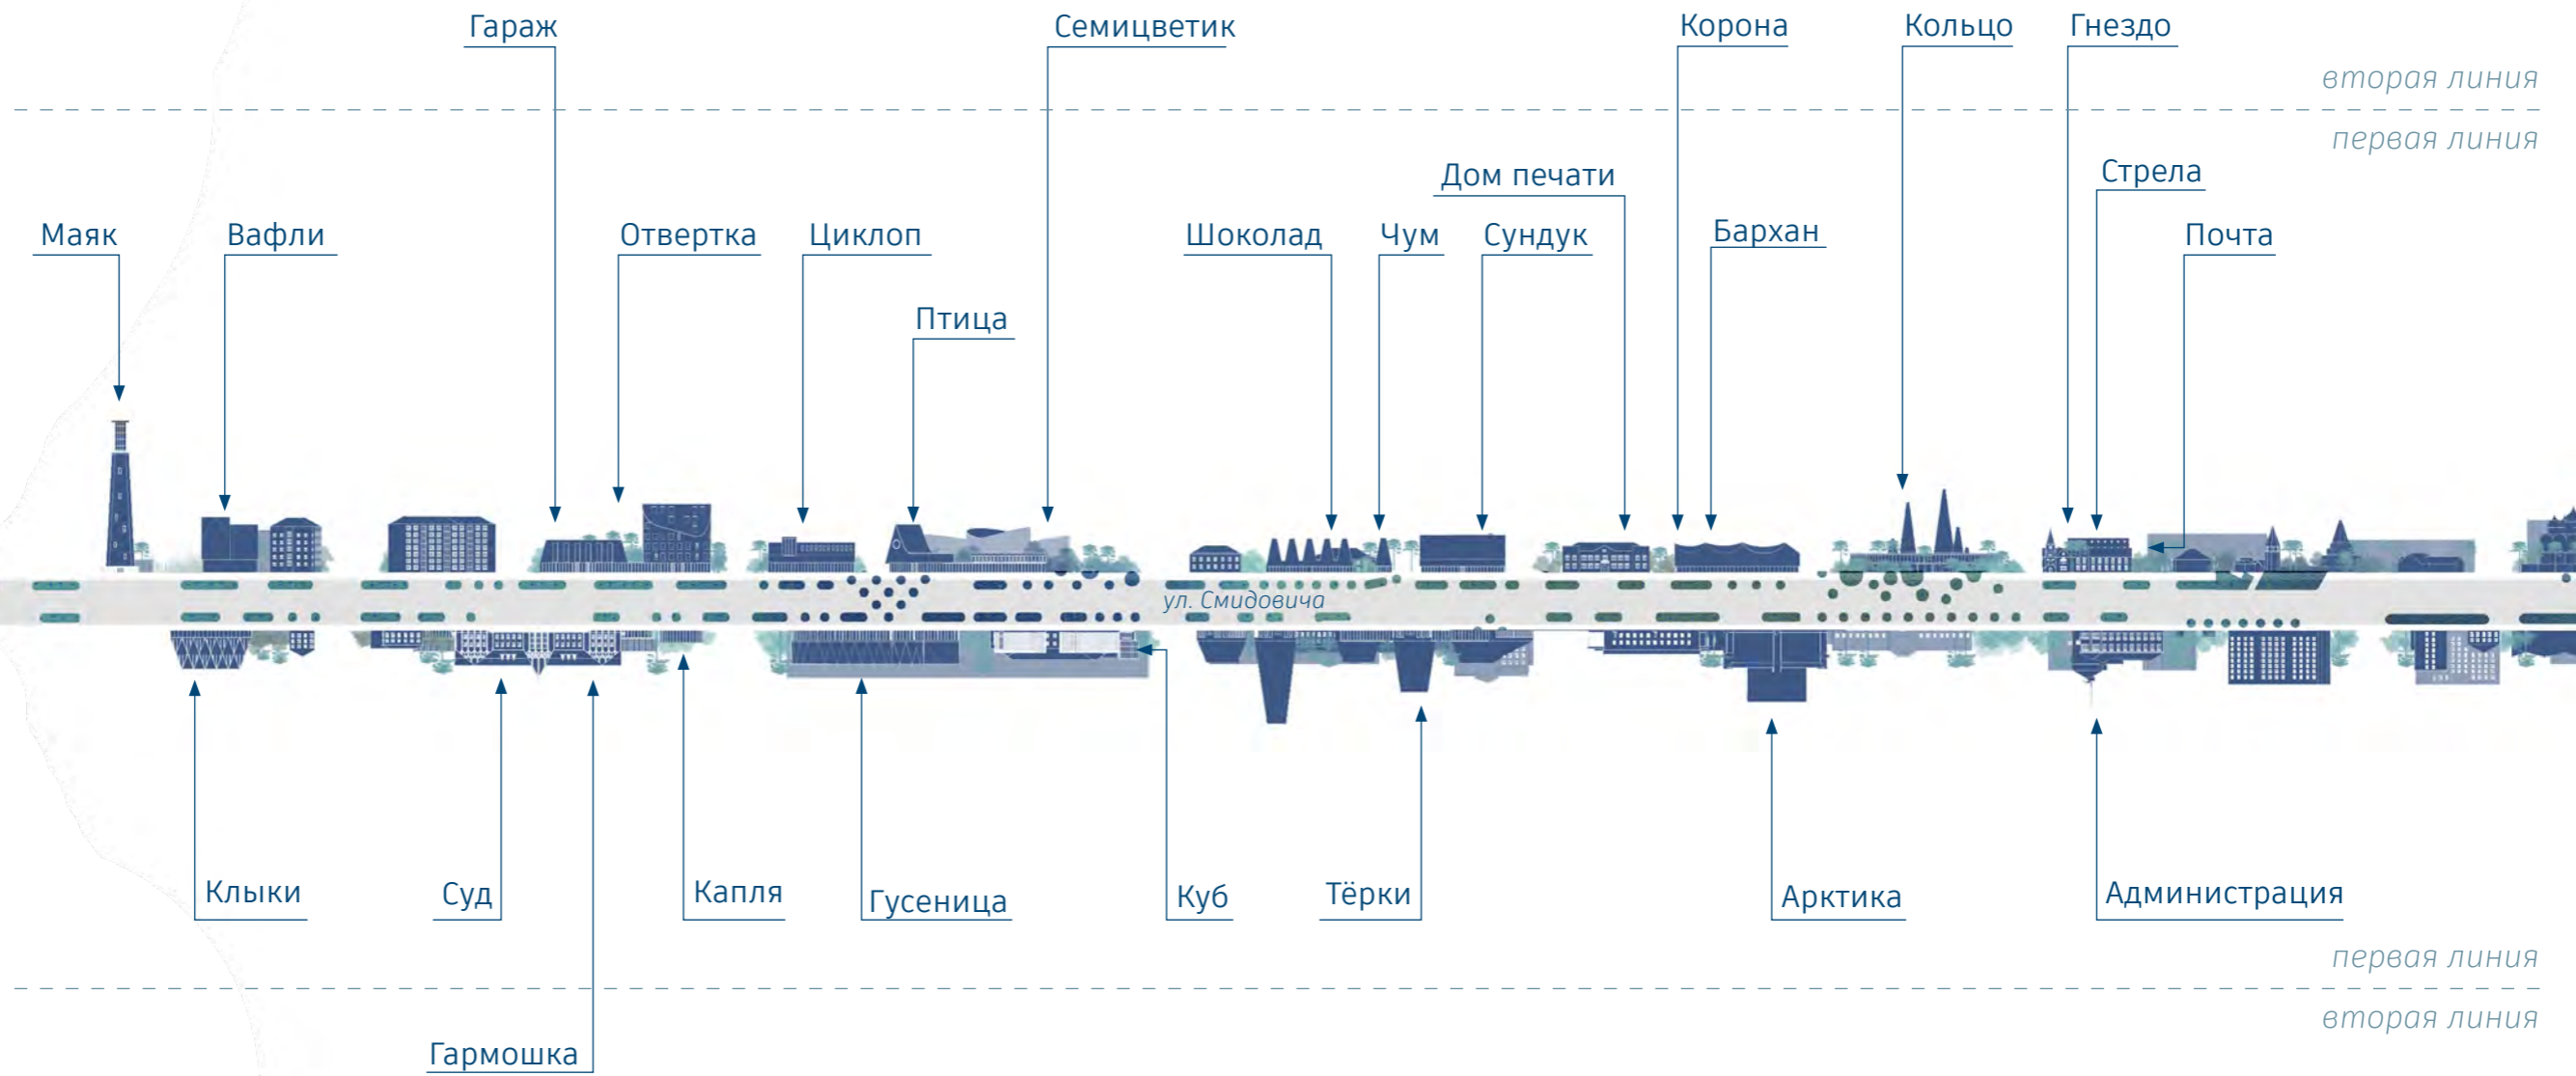 Гараж
Семицветик
Корона
Кольцо
Гнездо
вторая линия
первая линия
Стрела
Дом печати
Маяк
Вафли
Отвертка
Циклоп
Шоколад
Чум
Сундук
Бархан
Почта
Птица
ул. Смидовича
Клыки
Суд
Капля
Гусеница
Куб
Тёрки
Арктика
Администрация
первая линия
вторая линия
Гармошка